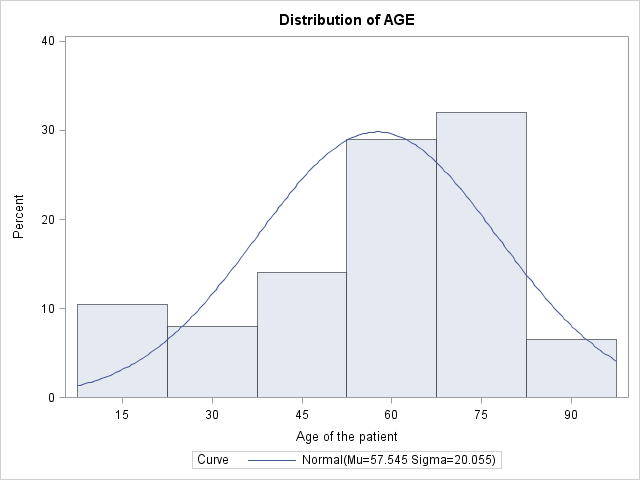 Distribution of AGE
40
30
20
10
0
Percent
15 30 45 60 75 90
Age of the patient
Curve Normal(Mu=57.545 Sigma=20.055)